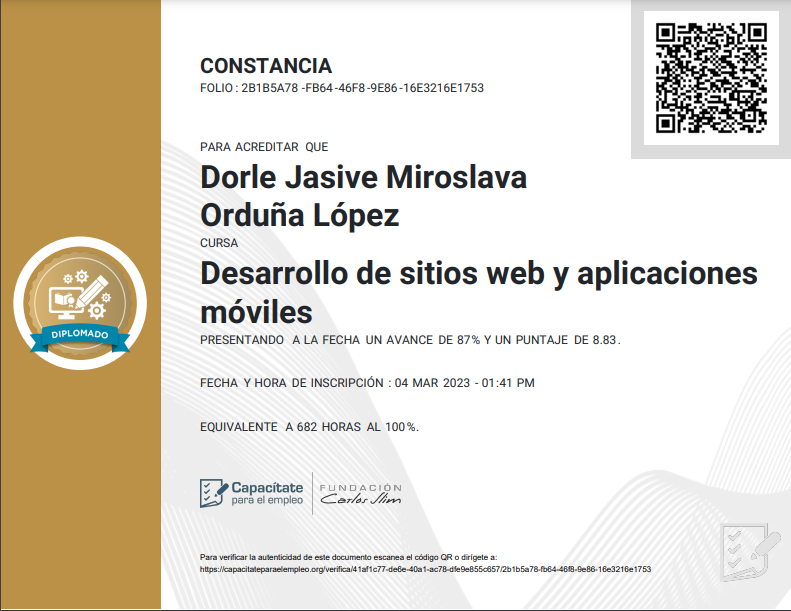 CONSTANCIA
FOLIO: 2B1B5A78-FB64-46F8-9E86-16E3216E1753
PARA ACREDITAR QUE
Dorle Jasive Miroslava
Orduña López
CURSA
Desarrollo de sitios web y aplicaciones
móviles
PRESENTANDO A LA FECHA UN AVANCE DE 87% Y UN PUNTAJE DE 8.83.
DIPLOMADO
FECHA Y HORA DE INSCRIPCIÓN : 04 MAR 2023 - 01:41 PM
EQUIVALENTE A 682 HORAS AL 100%.
Capacítate
para el empleo
FUNDACIÓN
Carlos Slim
Para verificar la autenticidad de este documento escanea el código QR o dirígete a:
https://capacitateparaelempleo.org/verifica/41af1c77-de6e-40a1-ac78-dfe9e855c657/2b1b5a78-fb64-46f8-9e86-16e3216e1753